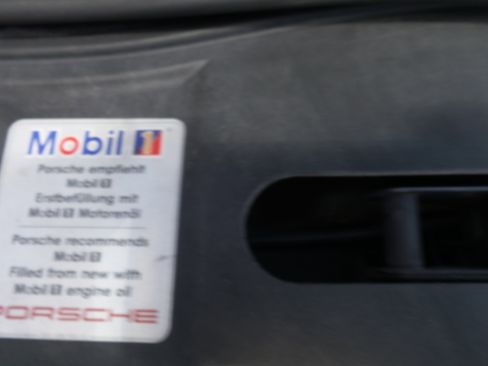 Mobil 1
Porsche empfiehlt
Mobil 1
Erstbefüllung mit
Mobil 1 Motorenöl
Porsche recommends
Mobil 1
Filled from new with
Mobil 1 engine oil
PORSCHE